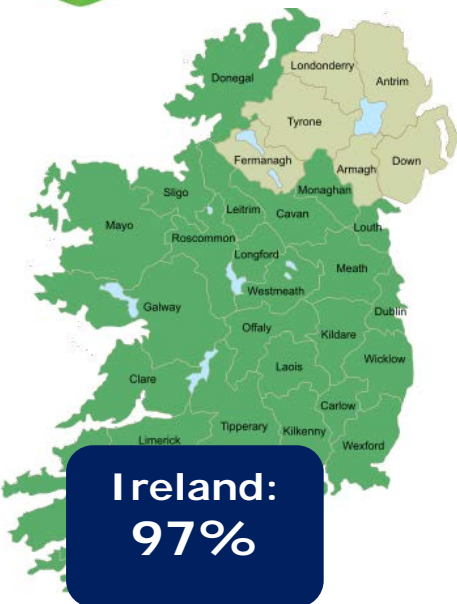 Londonderry
Donegal
Antrim
Tyrone
Fermanagh
Armagh
Down
Monaghan
Sligo
Leitrim
Cavan
Mayo
Louth
Roscommon
Longford
Meath
Westmeath
Galway
Dublin
Offaly
Kildare
Wicklow
Laois
Clare
Carlow
Tipperary
Kilkenny
Limerick
Wexford
Ireland:
97%